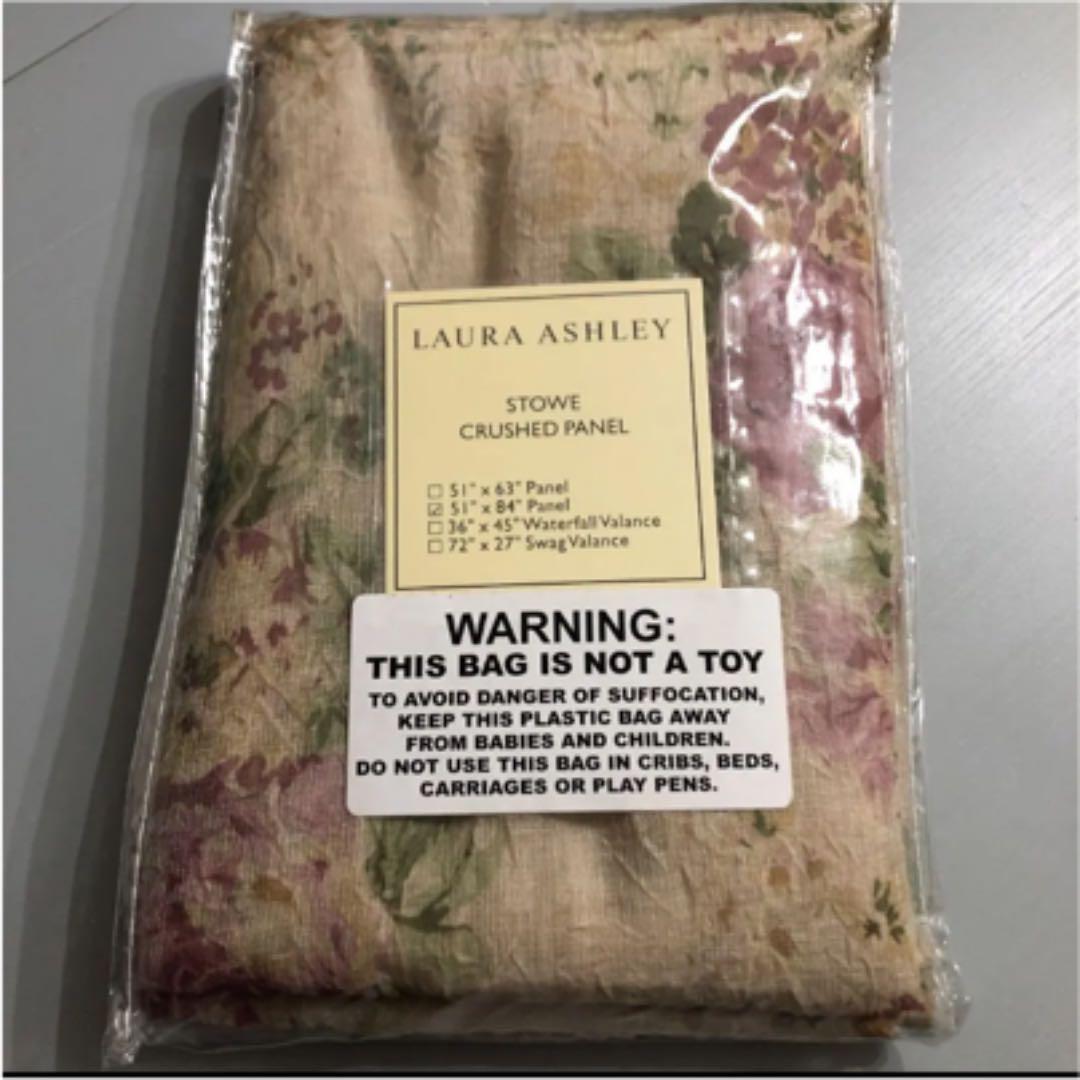 LAURA ASHLEY
STOWE
CRUSHED PANEL
☐ 51" x 63" Panel
☑ 51" x 84" Panel
☐ 36" x 45" Waterfall Valance
☐ 72" x 27" Swag Valance
WARNING:
THIS BAG IS NOT A TOY
TO AVOID DANGER OF SUFFOCATION,
KEEP THIS PLASTIC BAG AWAY
FROM BABIES AND CHILDREN.
DO NOT USE THIS BAG IN CRIBS, BEDS,
CARRIAGES OR PLAY PENS.